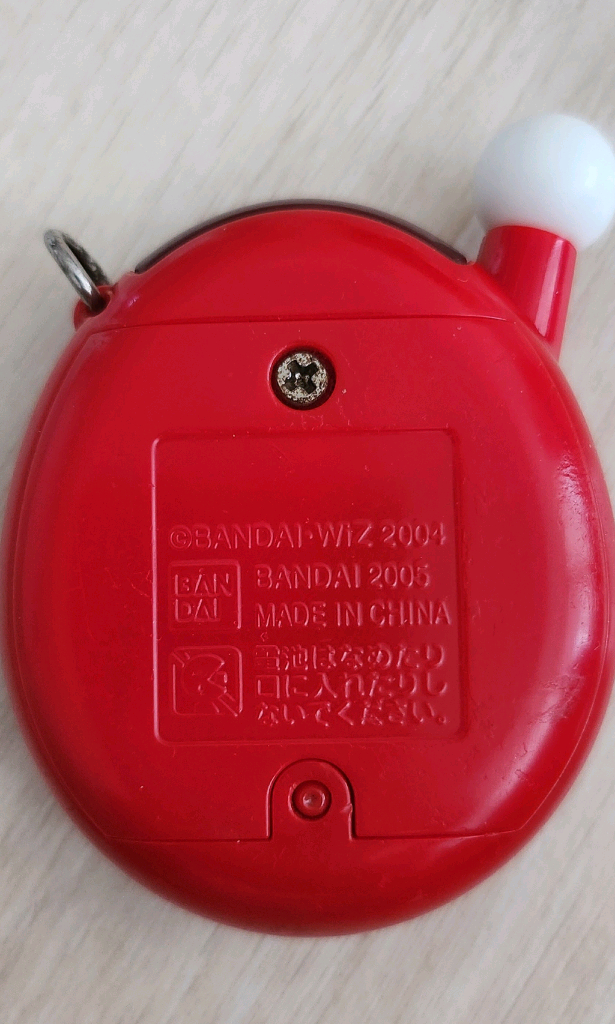 ©BANDAI・WiZ 2004
BAN
DAI
BANDAI 2005
MADE IN CHINA
電池はなめたり
口に入れたりし
ないでください。